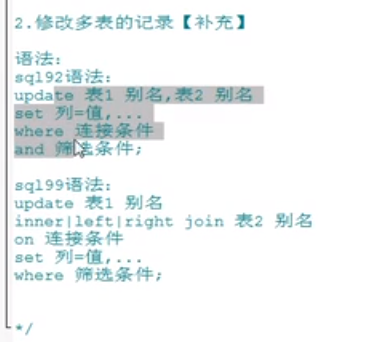 2.修改多表的记录【补充】
语法:
sql92语法:
update 表1 别名,表2 别名
set 列=值,...
where 连接条件
and 筛选条件;
sql99语法:
update 表1 别名
inner|left|right join 表2 别名
on 连接条件
set 列=值,...
where 筛选条件;
*/